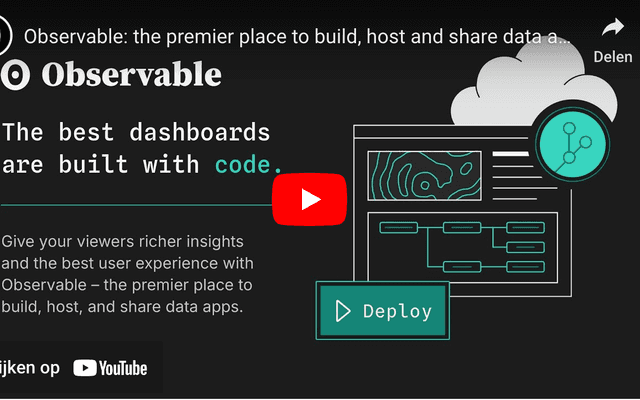 Observable: the premier place to build, host and share data a...
Delen
Observable
The best dashboards
are built with code.
Give your viewers richer insights
and the best user experience with
Observable – the premier place to
build, host, and share data apps.
Deploy
ijken op YouTube